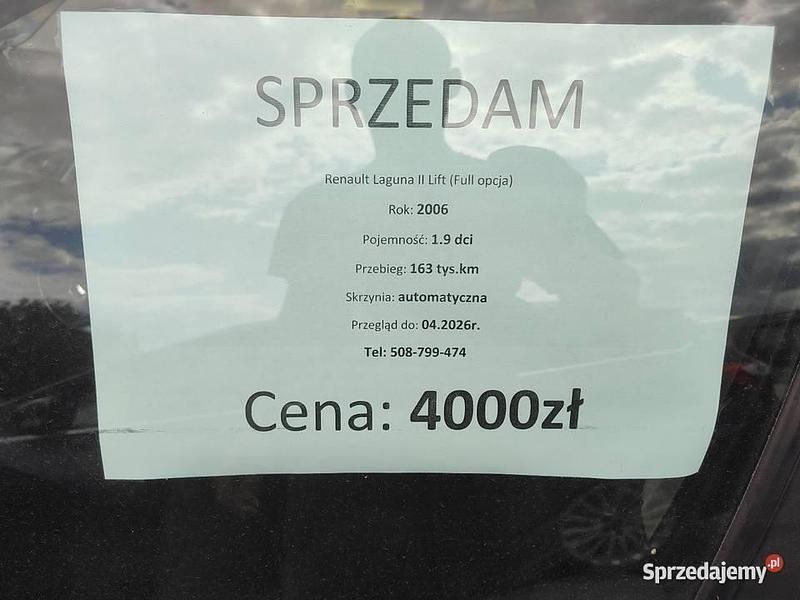 SPRZEDAM
Renault Laguna II Lift (Full opcja)
Rok: 2006
Pojemność: 1.9 dci
Przebieg: 163 tys.km
Skrzynia: automatyczna
Przegląd do: 04.2026r.
Tel: 508-799-474
Cena: 4000zł
Sprzedajemy.pl